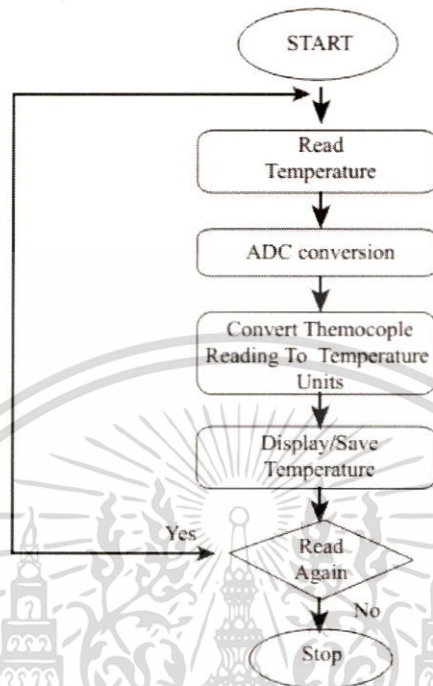 START
Read
Temperature
ADC conversion
Convert Themocople
Reading To Temperature
Units
Display/Save
Temperature
Yes
Read
Again
No
Stop